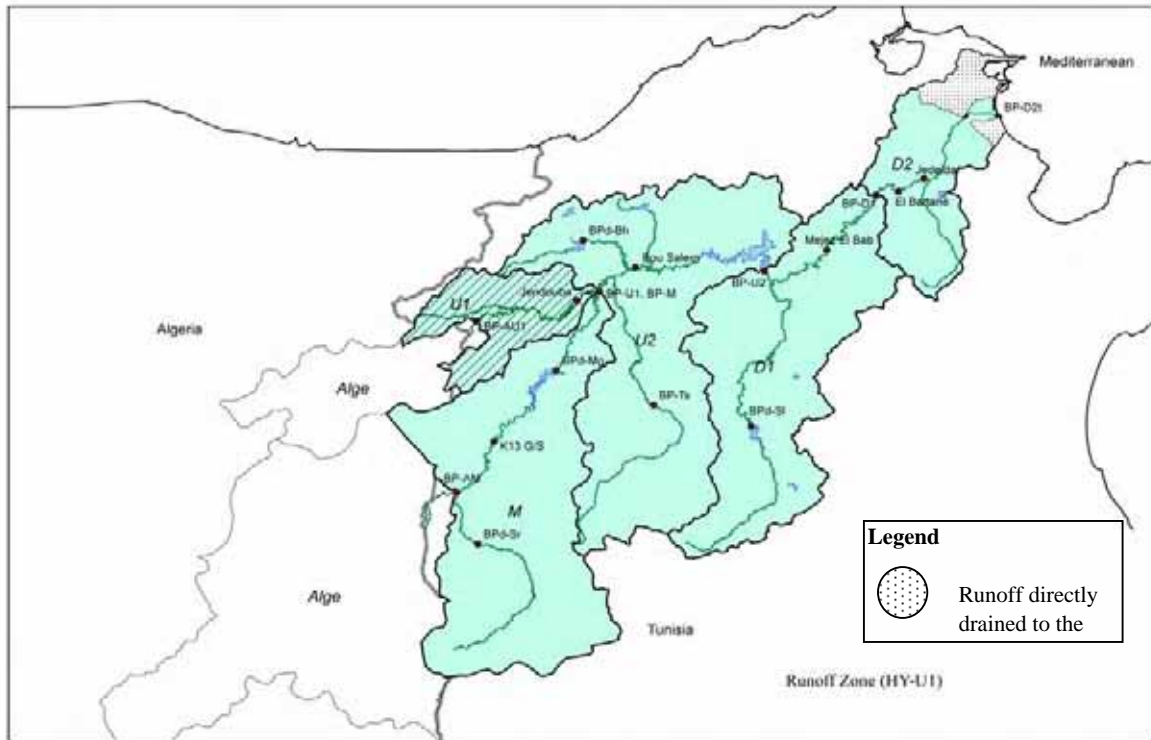 Mediterranean
BP-D2t
D2
Jedeida
BP-D1
El Battane
BPd-Bh
Mejez El Bab
Bou Salem
BP-U2
Jendouba
BP-U1, BP-M
U1
BP-AU1
Algeria
U2
D1
BPd-Me
Alge
BP-Ts
BPd-Sl
K13 G/S
BP-AM
M
BPd-Sr
Alge
Tunisia
Legend
Runoff directly
drained to the
Runoff Zone (HY-U1)